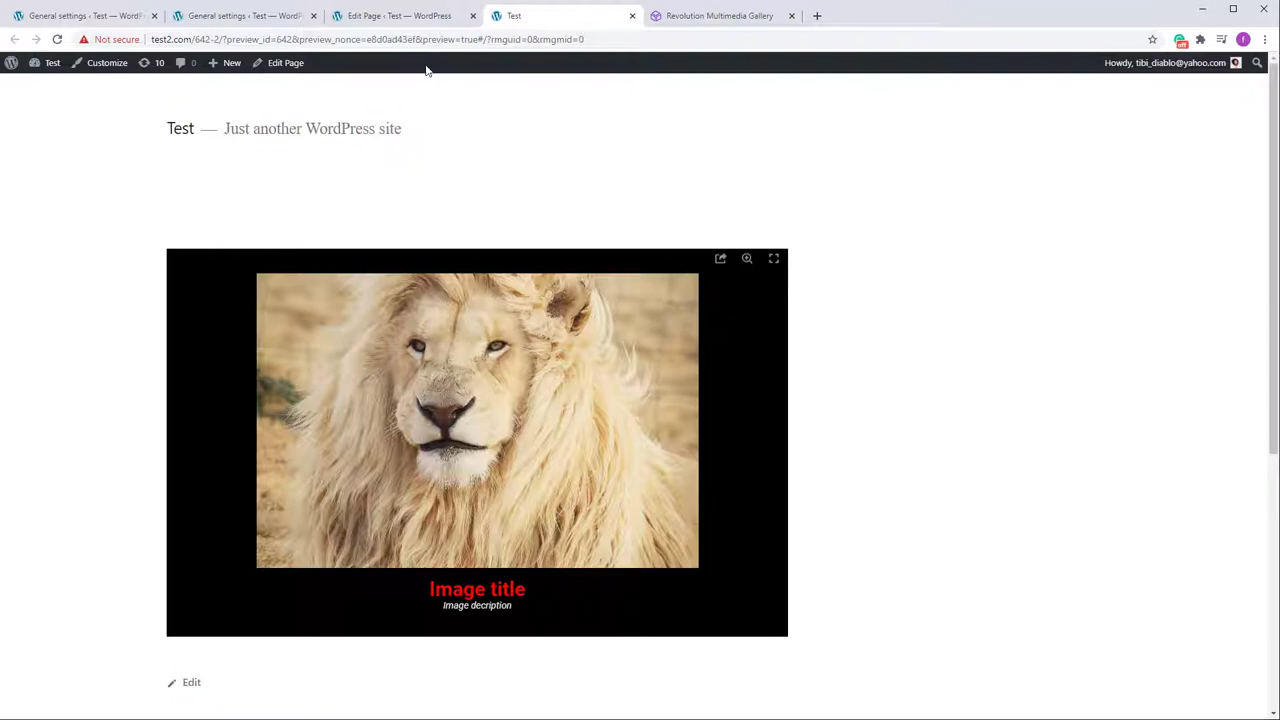 General settings ‹ Test — WordP
General settings ‹ Test — WordP
Edit Page ‹ Test — WordPress
Test
Revolution Multimedia Gallery
Not secure
test2.com/642-2/?preview_id=642&preview_nonce=e8d0ad43ef&preview=true#/?rmguid=0&rmgmid=0
off
f
Test
Customize
10
0
New
Edit Page
Howdy, tibi_diablo@yahoo.com
Test — Just another WordPress site
Image title
Image decription
Edit